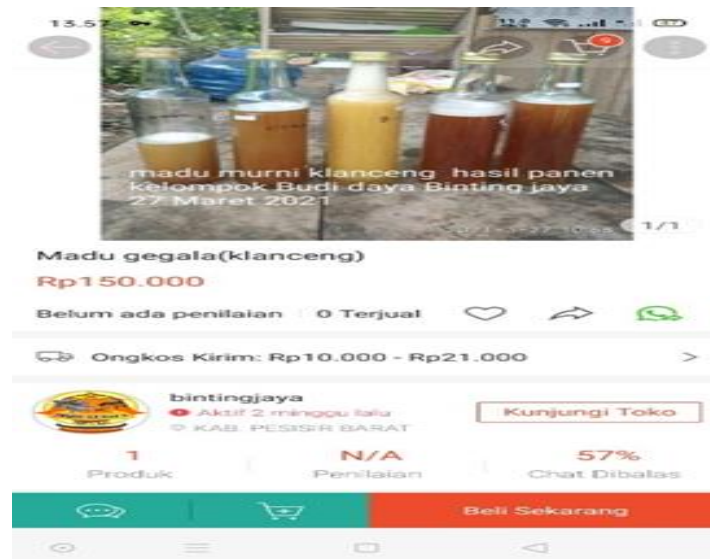 13.57
madu murni klanceng hasil panen
kelompok Budi daya Binting jaya
27 Maret 2021
1/1
Madu gegala(klanceng)
Rp150.000
Belum ada penilaian 0 Terjual
Ongkos Kirim: Rp10.000 - Rp21.000
bintingjaya
Aktif 2 minggu lalu
Kunjungi Toko
KAB. PESISIR BARAT
1 N/A 57%
Produk Penilaian Chat Dibalas
Beli Sekarang